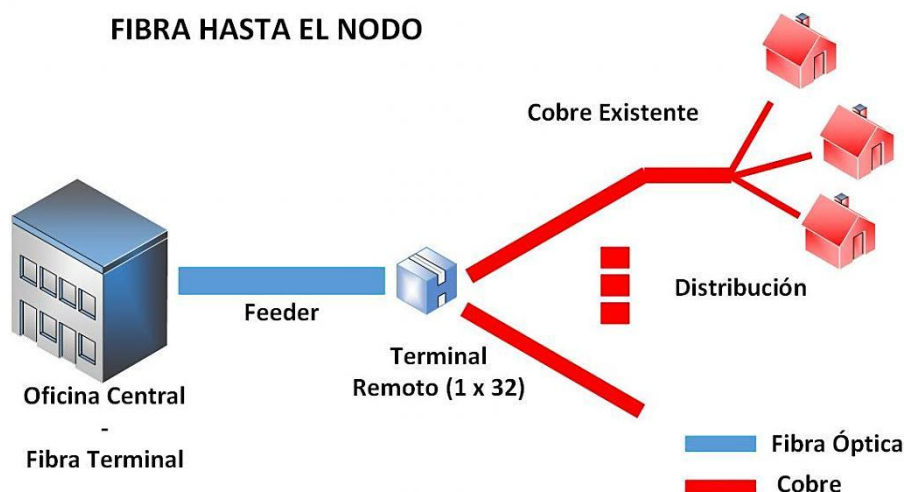 FIBRA HASTA EL NODO
Cobre Existente
Feeder
Distribución
Terminal
Remoto (1 x 32)
Oficina Central
-
Fibra Terminal
Fibra Óptica
Cobre